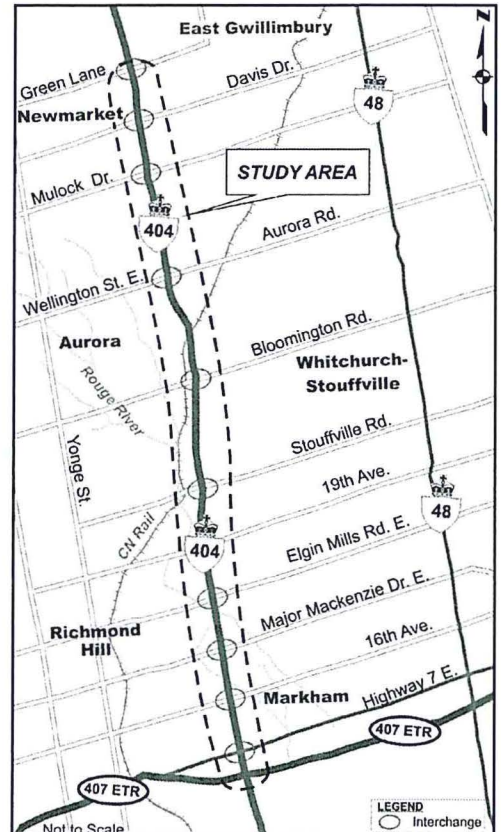 East Gwillimbury
Z
Green Lane
Davis Dr.
48
Newmarket
STUDY AREA
Mulock Dr.
404
Aurora Rd.
Wellington St. E.
Aurora
Bloomington Rd.
Whitchurch-
Stouffville
Rouge River
Yonge St.
Stouffville Rd.
19th Ave.
48
CN Rail
404
Elgin Mills Rd. E.
Major Mackenzie Dr. E.
Richmond
Hill
16th Ave.
Markham
Highway 7 E.
407 ETR
407 ETR
LEGEND
Interchange
Not to Scale